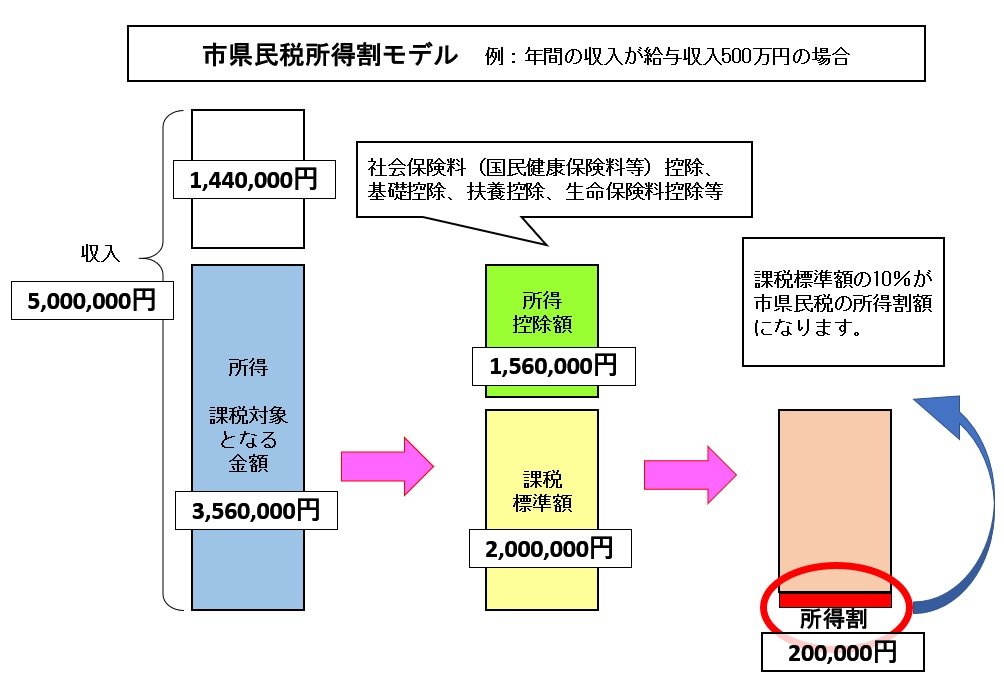 市県民税所得割モデル 例：年間の収入が給与収入500万円の場合
1,440,000円
収入
5,000,000円
所得
課税対象
となる
金額
3,560,000円
社会保険料（国民健康保険料等）控除、
基礎控除、扶養控除、生命保険料控除等
所得
控除額
1,560,000円
課税
標準額
2,000,000円
課税標準額の10％が
市県民税の所得割額
になります。
所得割
200,000円